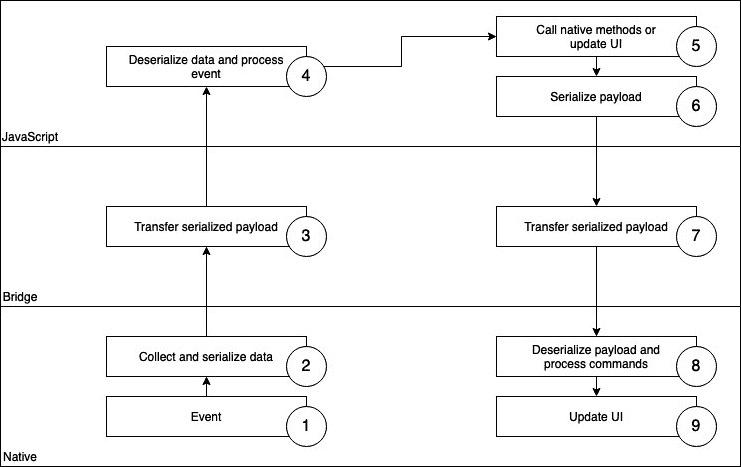 Call native methods or
update UI
5
Deserialize data and process
event
4
Serialize payload
6
JavaScript
Transfer serialized payload
3
Transfer serialized payload
7
Bridge
Collect and serialize data
2
Deserialize payload and
process commands
8
Event
1
Update UI
9
Native